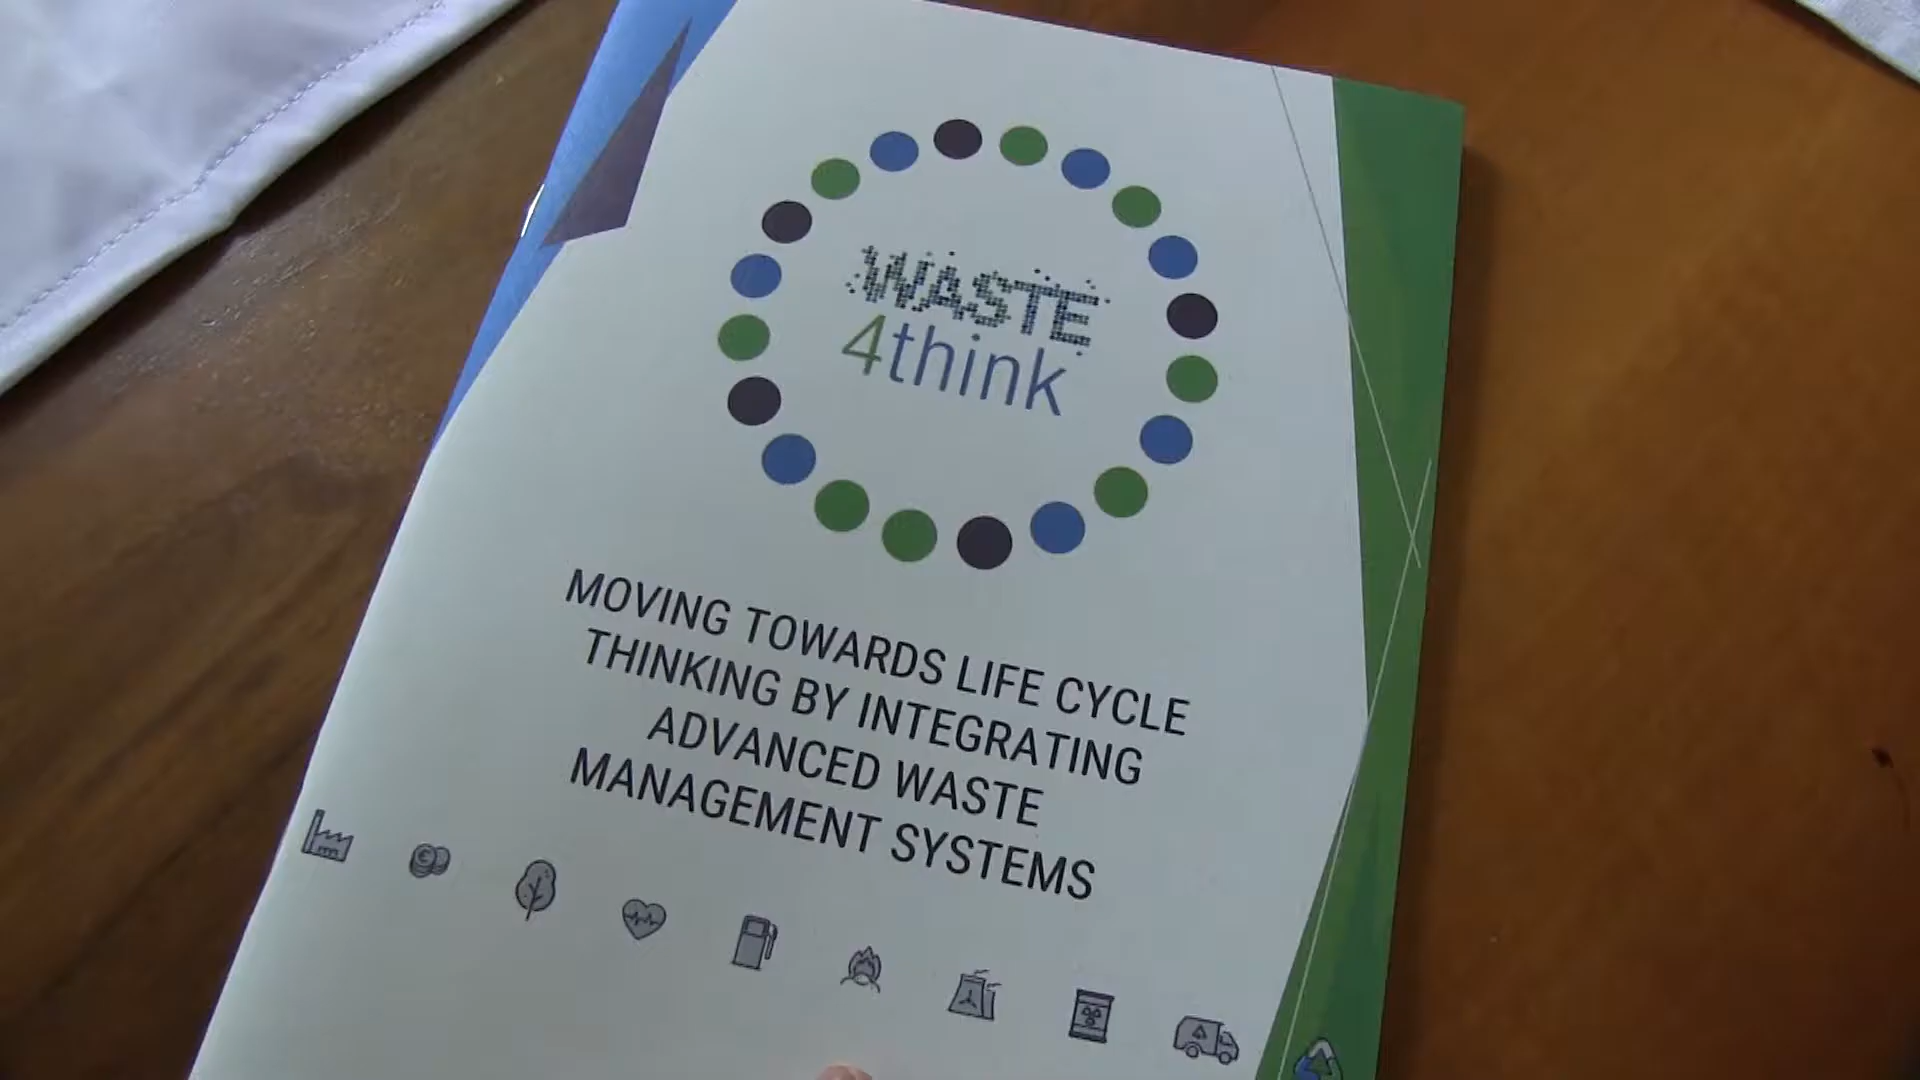 WASTE
4think
MOVING TOWARDS LIFE CYCLE
THINKING BY INTEGRATING
ADVANCED WASTE
MANAGEMENT SYSTEMS
€